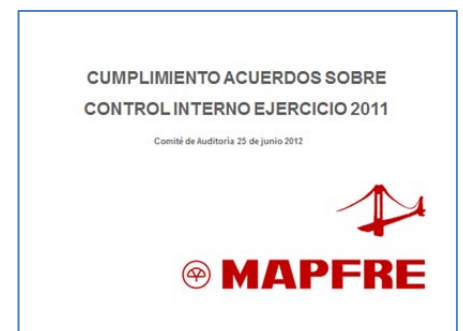 CUMPLIMIENTO ACUERDOS SOBRE
CONTROL INTERNO EJERCICIO 2011
Comité de Auditoría 25 de junio 2012
MAPFRE